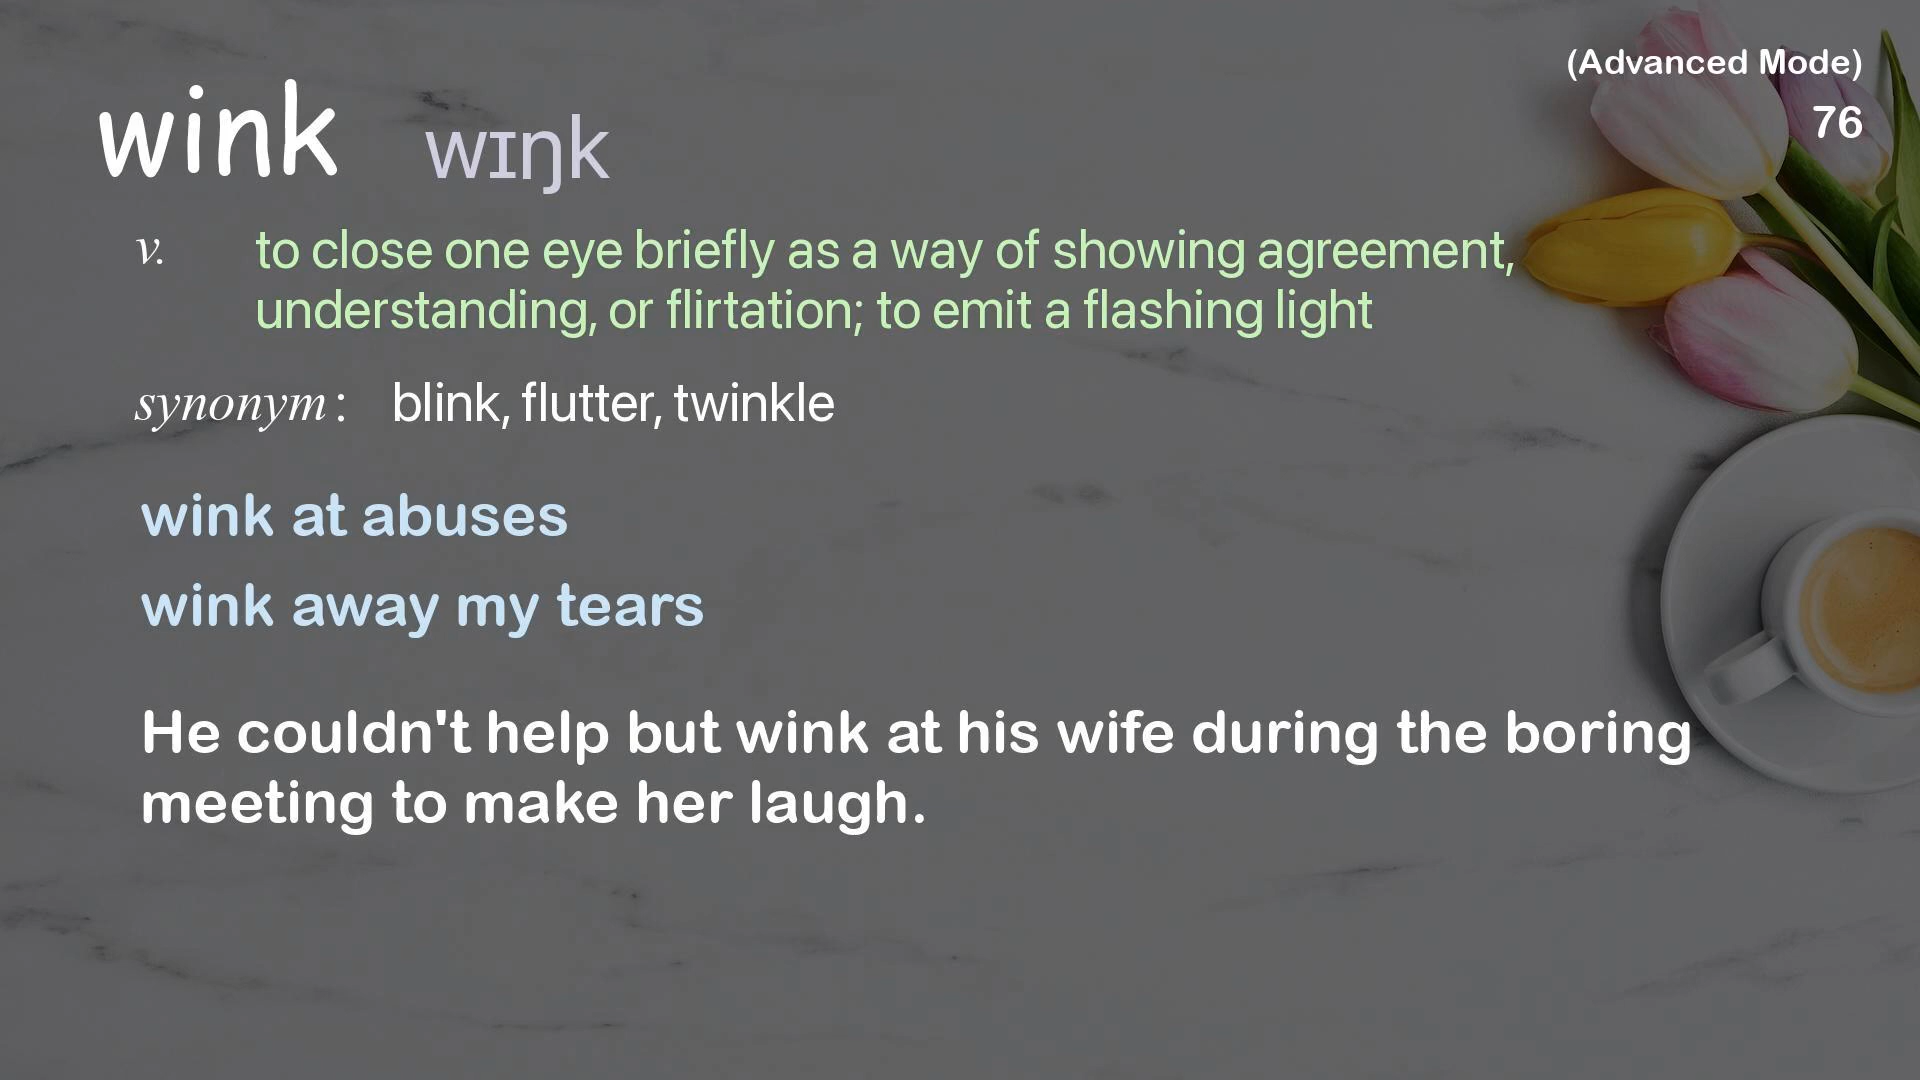 (Advanced Mode)
76
wink wɪŋk
v. to close one eye briefly as a way of showing agreement,
understanding, or flirtation; to emit a flashing light
synonym: blink, flutter, twinkle
wink at abuses
wink away my tears
He couldn't help but wink at his wife during the boring
meeting to make her laugh.